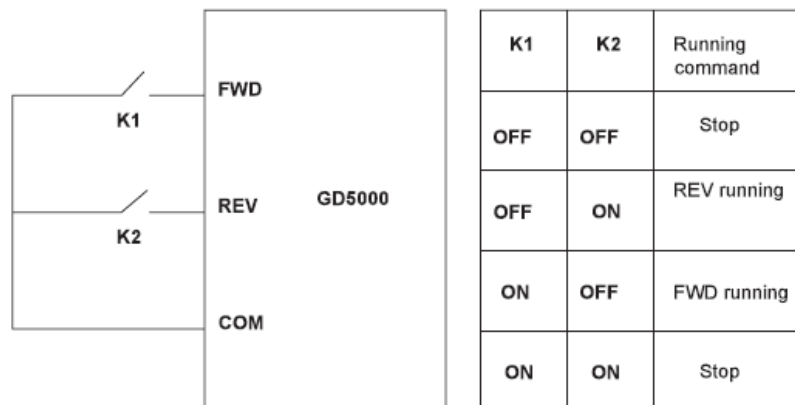 FWD
K1
REV
GD5000
K2
COM
K1 K2 Running
command
OFF OFF Stop
OFF ON REV running
ON OFF FWD running
ON ON Stop